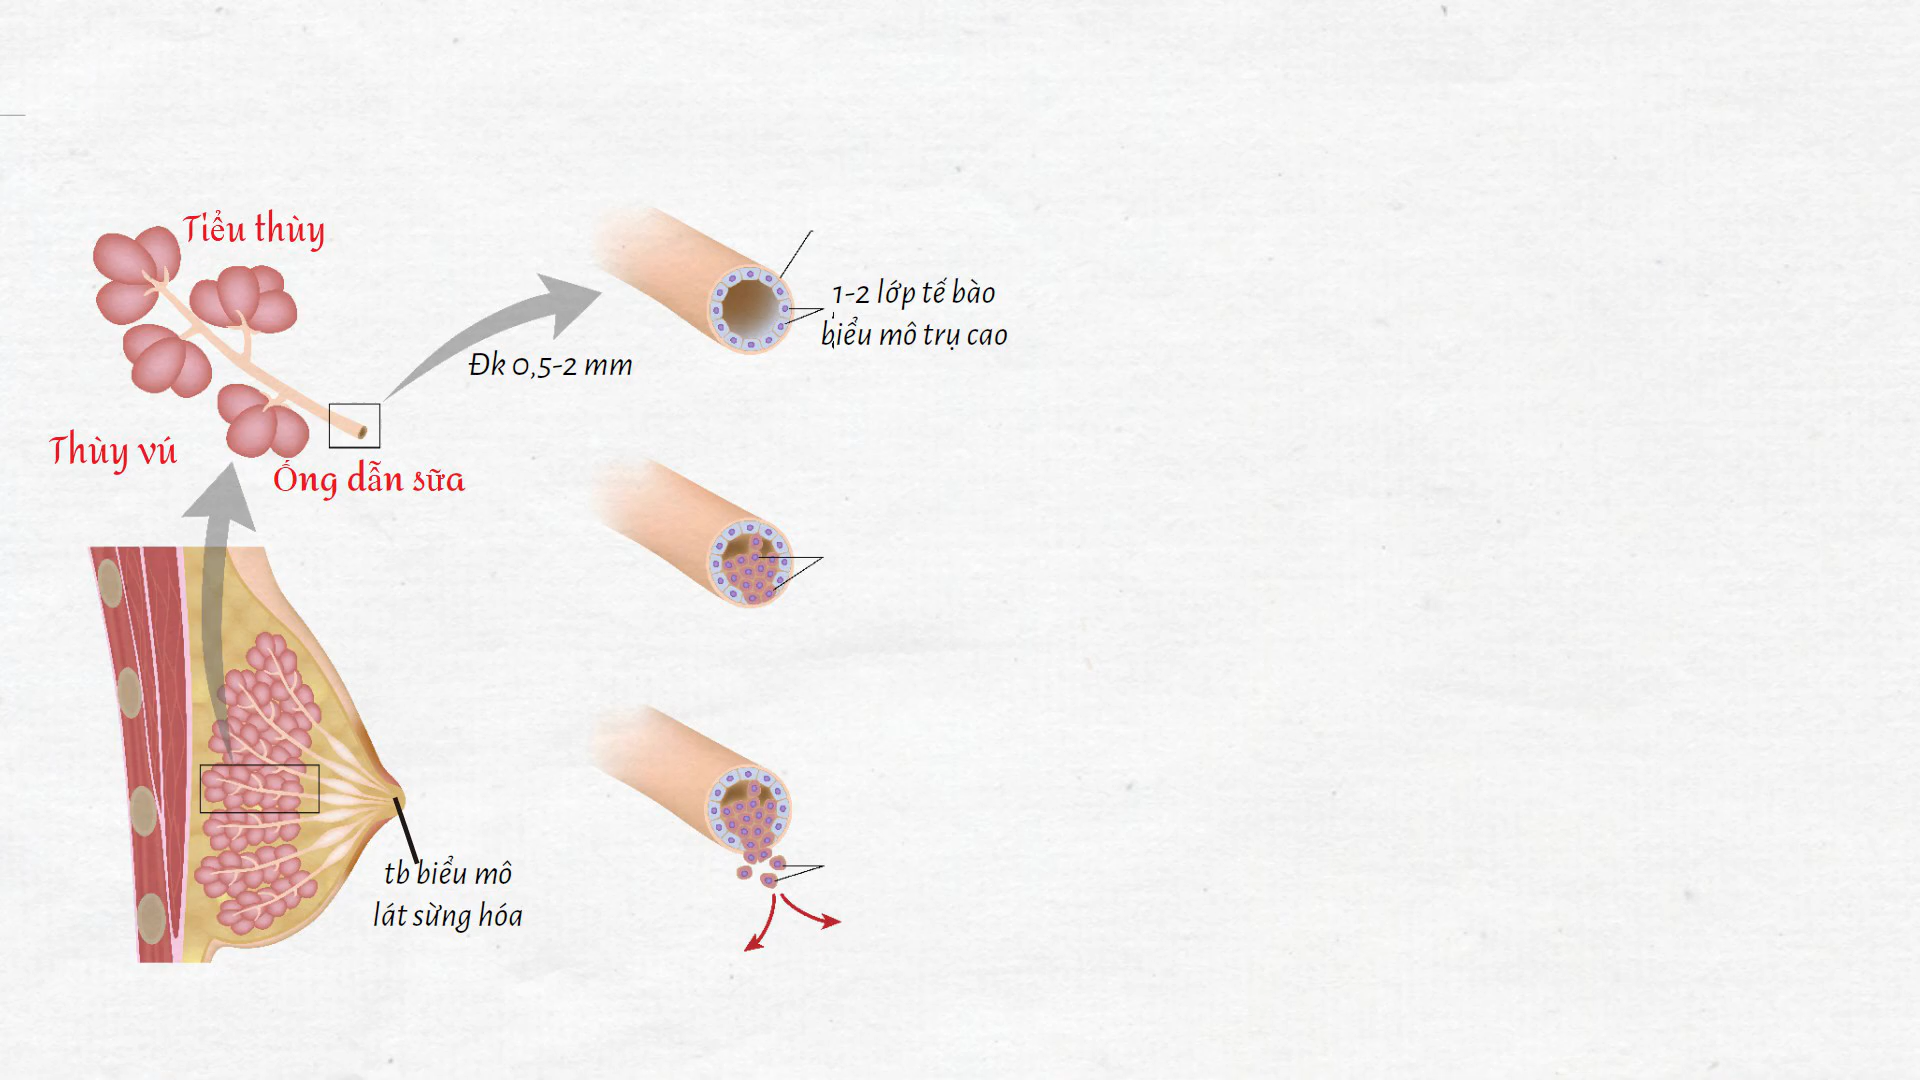 Tiểu thùy
1-2 lớp tế bào
biểu mô trụ cao
Đk 0,5-2 mm
Thùy vú
Ống dẫn sữa
tb biểu mô
lát sừng hóa